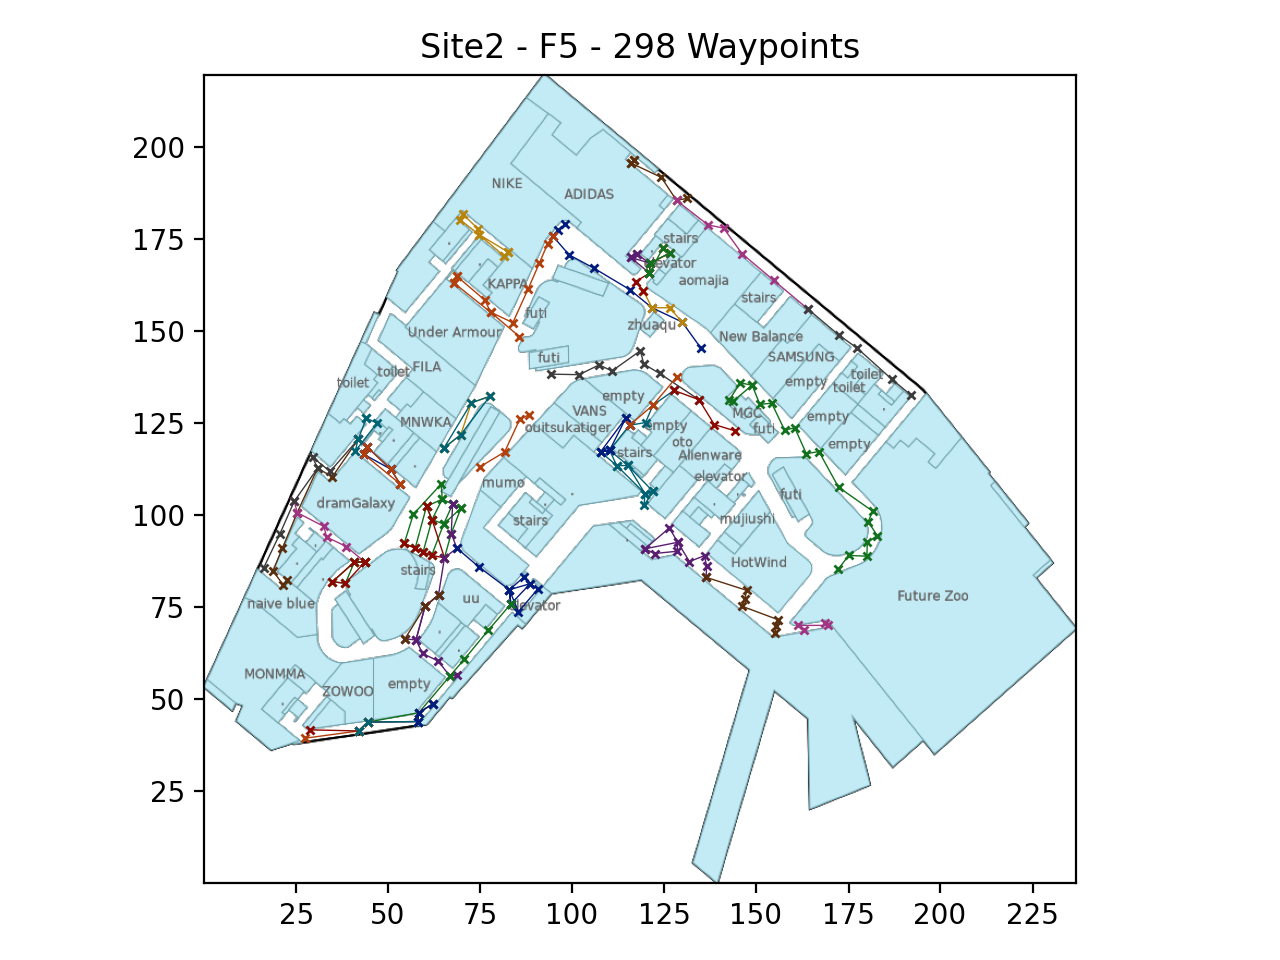 Site2 - F5 - 298 Waypoints
200
175
150
125
100
75
50
25
25
50
75
100
125
150
175
200
225
NIKE
ADIDAS
stairs
elevator
aomajia
KAPPA
stairs
futi
zhuaqu
Under Armour
New Balance
futi
SAMSUNG
toilet
FILA
toilet
toilet
empty
toilet
empty
VANS
MGC
empty
MNWKA
ouitsukatiger
empty
futi
oto
empty
stairs
Alienware
elevator
mumo
futi
dramGalaxy
stairs
mujiushi
HotWind
stairs
naive blue
uu
elevator
Future Zoo
MONMMA
empty
ZOWOO